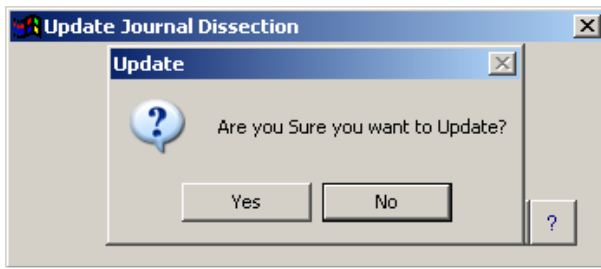 Update Journal Dissection
Update
Are you Sure you want to Update?
Yes No
?